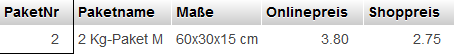 PaketNr Paketname Maße Onlinepreis Shoppreis
2 2 Kg-Paket M 60x30x15 cm 3.80 2.75